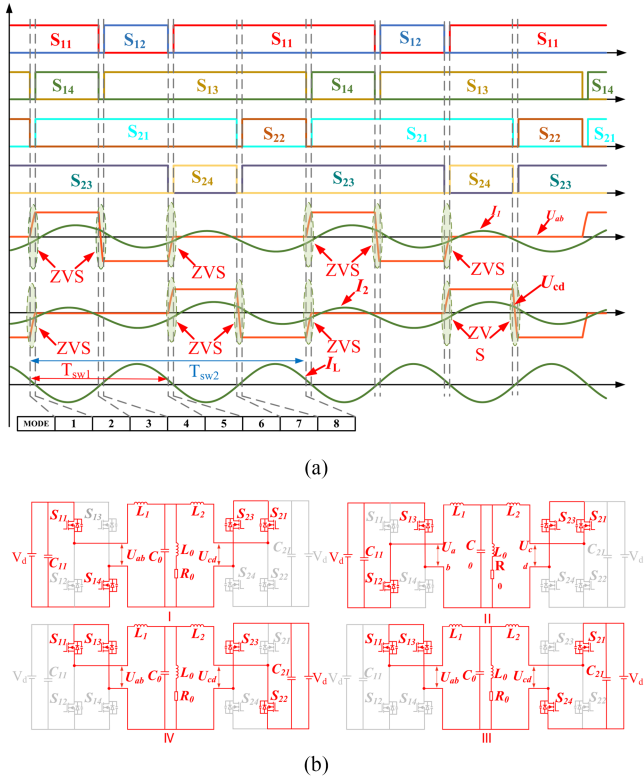 S11 S12 S11 S12 S11
S14 S13 S14 S13 S14
S21 S22 S21 S22 S21
S23 S24 S23 S24 S23
I1 Uab
ZVS ZVS ZVS ZVS ZVS
I2 Ucd
ZVS ZVS ZVS ZV
S
Tsw1 Tsw2 IL
MODE 1 2 3 4 5 6 7 8
(a)
S11 S13 L1 L2 S23 S21
Vd C11 Uab C0 L0 Ucd C21 Vd
S12 S14 R0 S24 S22
I
S11 S13 L1 L2 S23 S21
Vd C11 Ua
b C
0 L0 Uc
d C21 Vd
S12 S14 R
0 S24 S22
II
S11 S13 L1 L2 S23 S21
Vd C11 Uab C0 L0 Ucd C21 Vd
S12 S14 R0 S24 S22
IV
S11 S13 L1 L2 S23 S21
Vd C11 Uab C0 L0 Ucd C21 Vd
S12 S14 R0 S24 S22
III
(b)